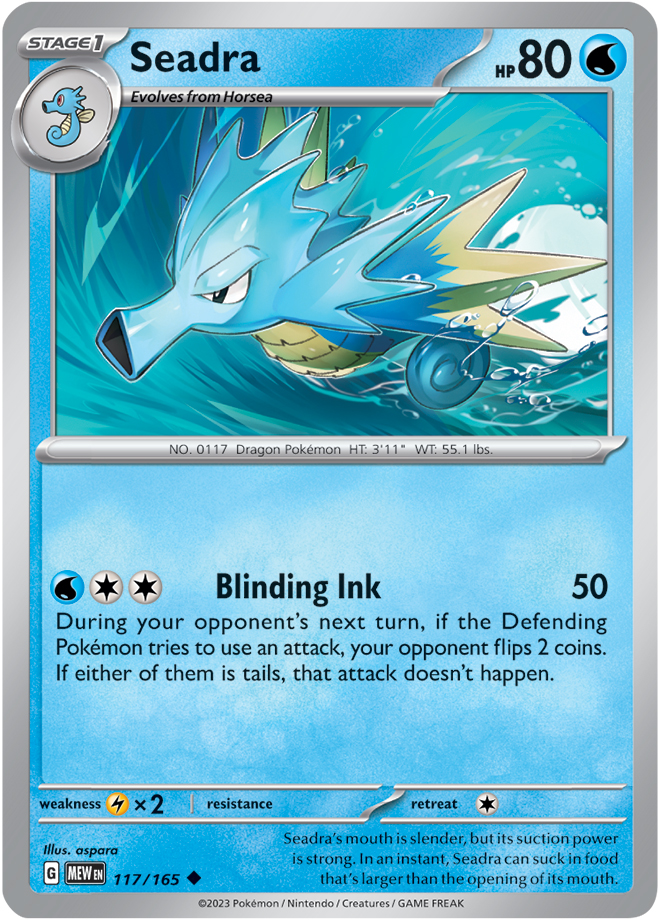 STAGE1
Seadra
HP 80
Evolves from Horsea
NO. 0117 Dragon Pokémon HT: 3'11" WT: 55.1 lbs.
Blinding Ink 50
During your opponent's next turn, if the Defending
Pokémon tries to use an attack, your opponent flips 2 coins.
If either of them is tails, that attack doesn't happen.
weakness ×2 resistance retreat
Illus. aspara
Seadra's mouth is slender, but its suction power
is strong. In an instant, Seadra can suck in food
that's larger than the opening of its mouth.
G MEW EN 117/165
©2023 Pokémon / Nintendo / Creatures / GAME FREAK